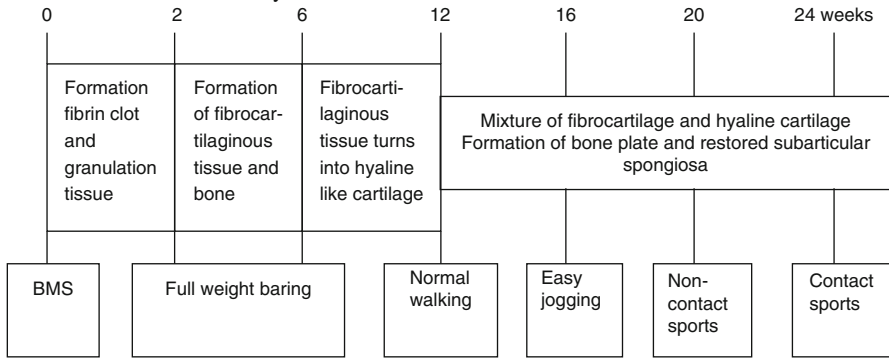 0 2 6 12 16 20 24 weeks
Formation
fibrin clot
and
granulation
tissue
Formation
of fibrocar-
tilaginous
tissue and
bone
Fibrocarti-
laginous
tissue turns
into hyaline
like cartilage
Mixture of fibrocartilage and hyaline cartilage
Formation of bone plate and restored subarticular
spongiosa
BMS
Full weight baring
Normal
walking
Easy
jogging
Non-
contact
sports
Contact
sports